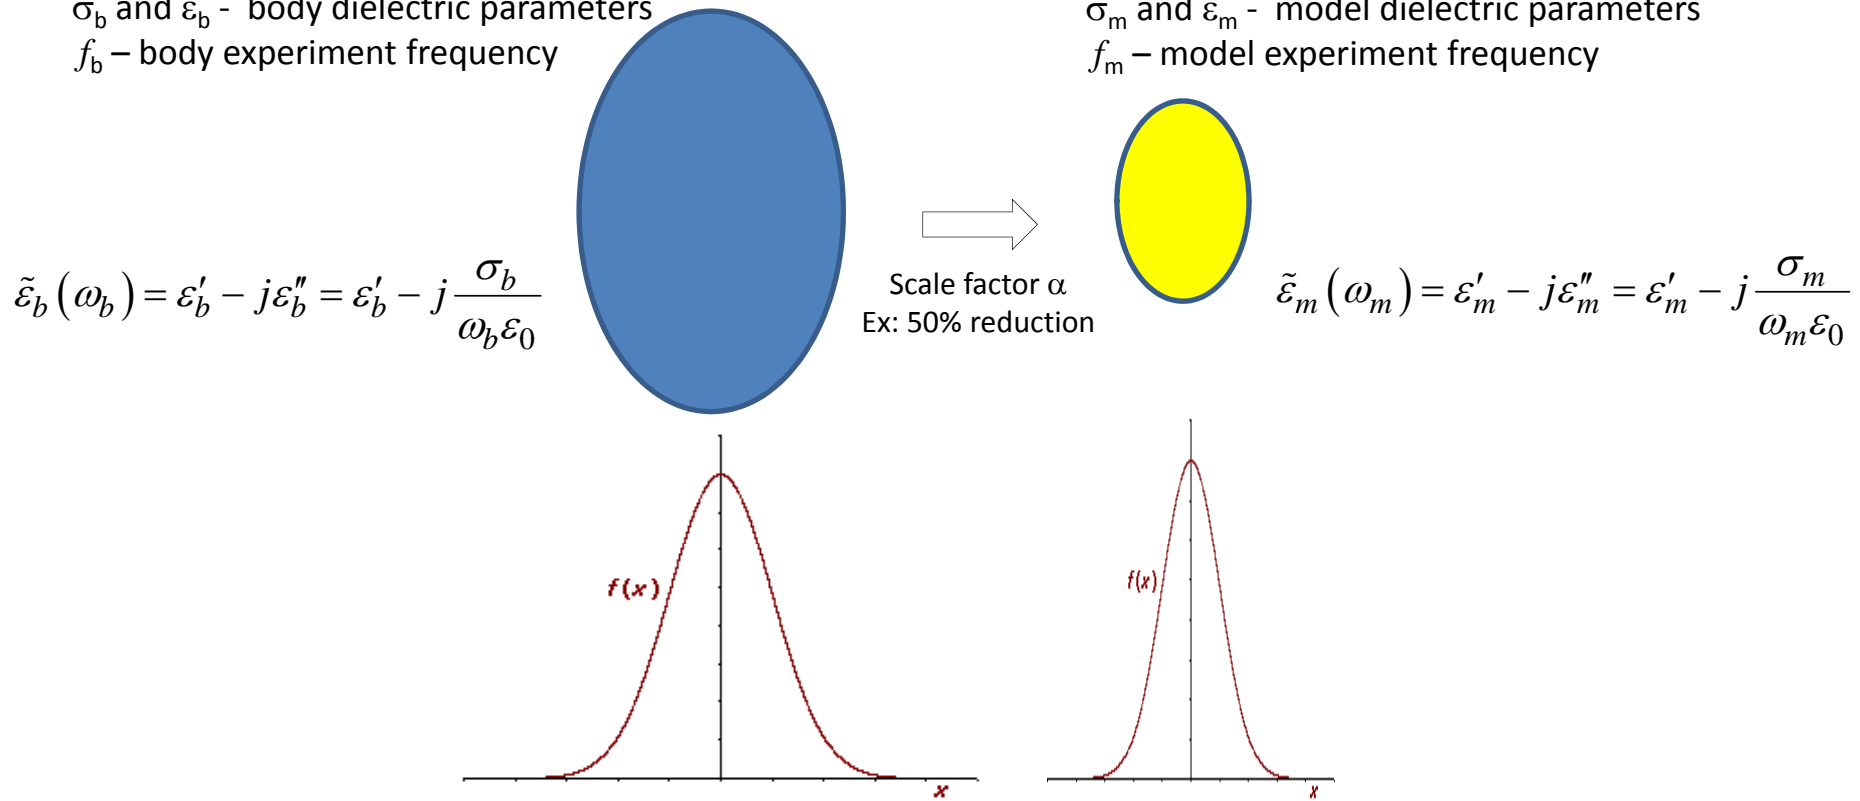 σb and εb - body dielectric parameters
fb – body experiment frequency
σm and εm - model dielectric parameters
fm – model experiment frequency
ε̃b(ωb) = ε′b − jε″b = ε′b − j σb/(ωbε0)
Scale factor α
Ex: 50% reduction
ε̃m(ωm) = ε′m − jε″m = ε′m − j σm/(ωmε0)
f(x)
x
f(x)
x